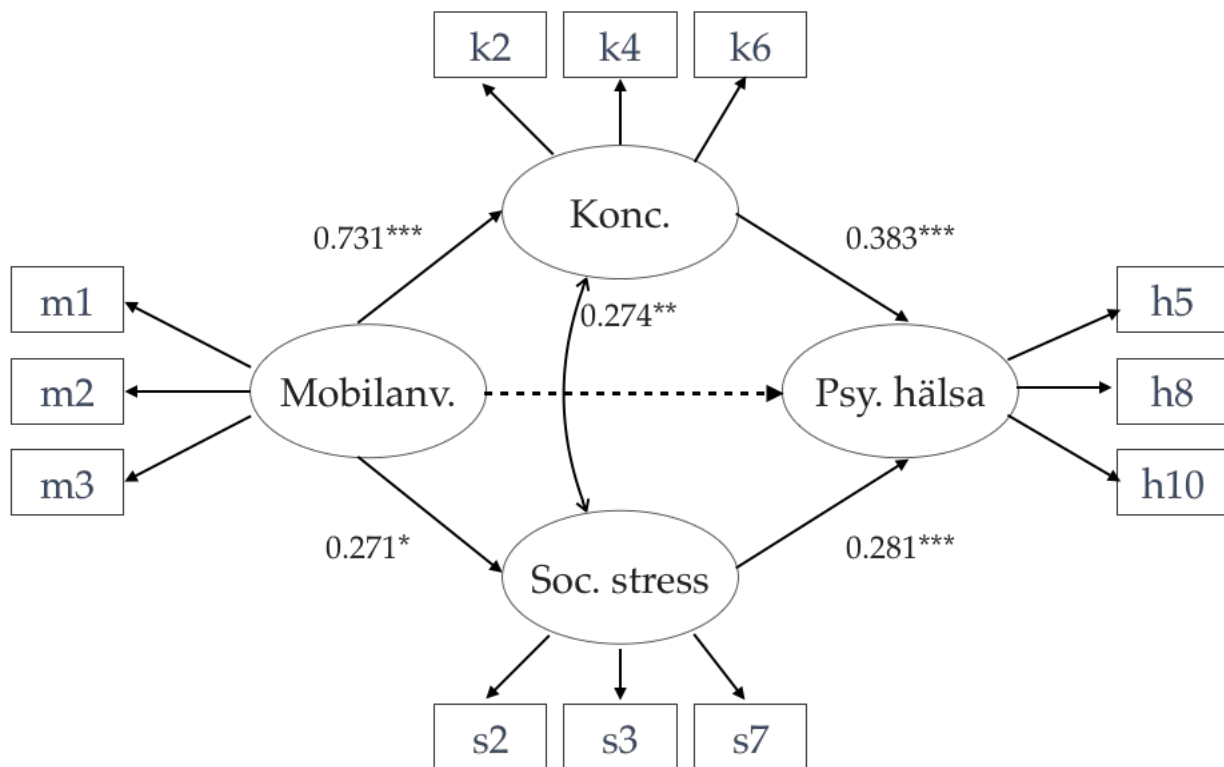 k2
k4
k6
Konc.
0.731***
0.383***
m1
m2
m3
0.274**
Mobilanv.
Psy. hälsa
h5
h8
h10
0.271*
0.281***
Soc. stress
s2
s3
s7